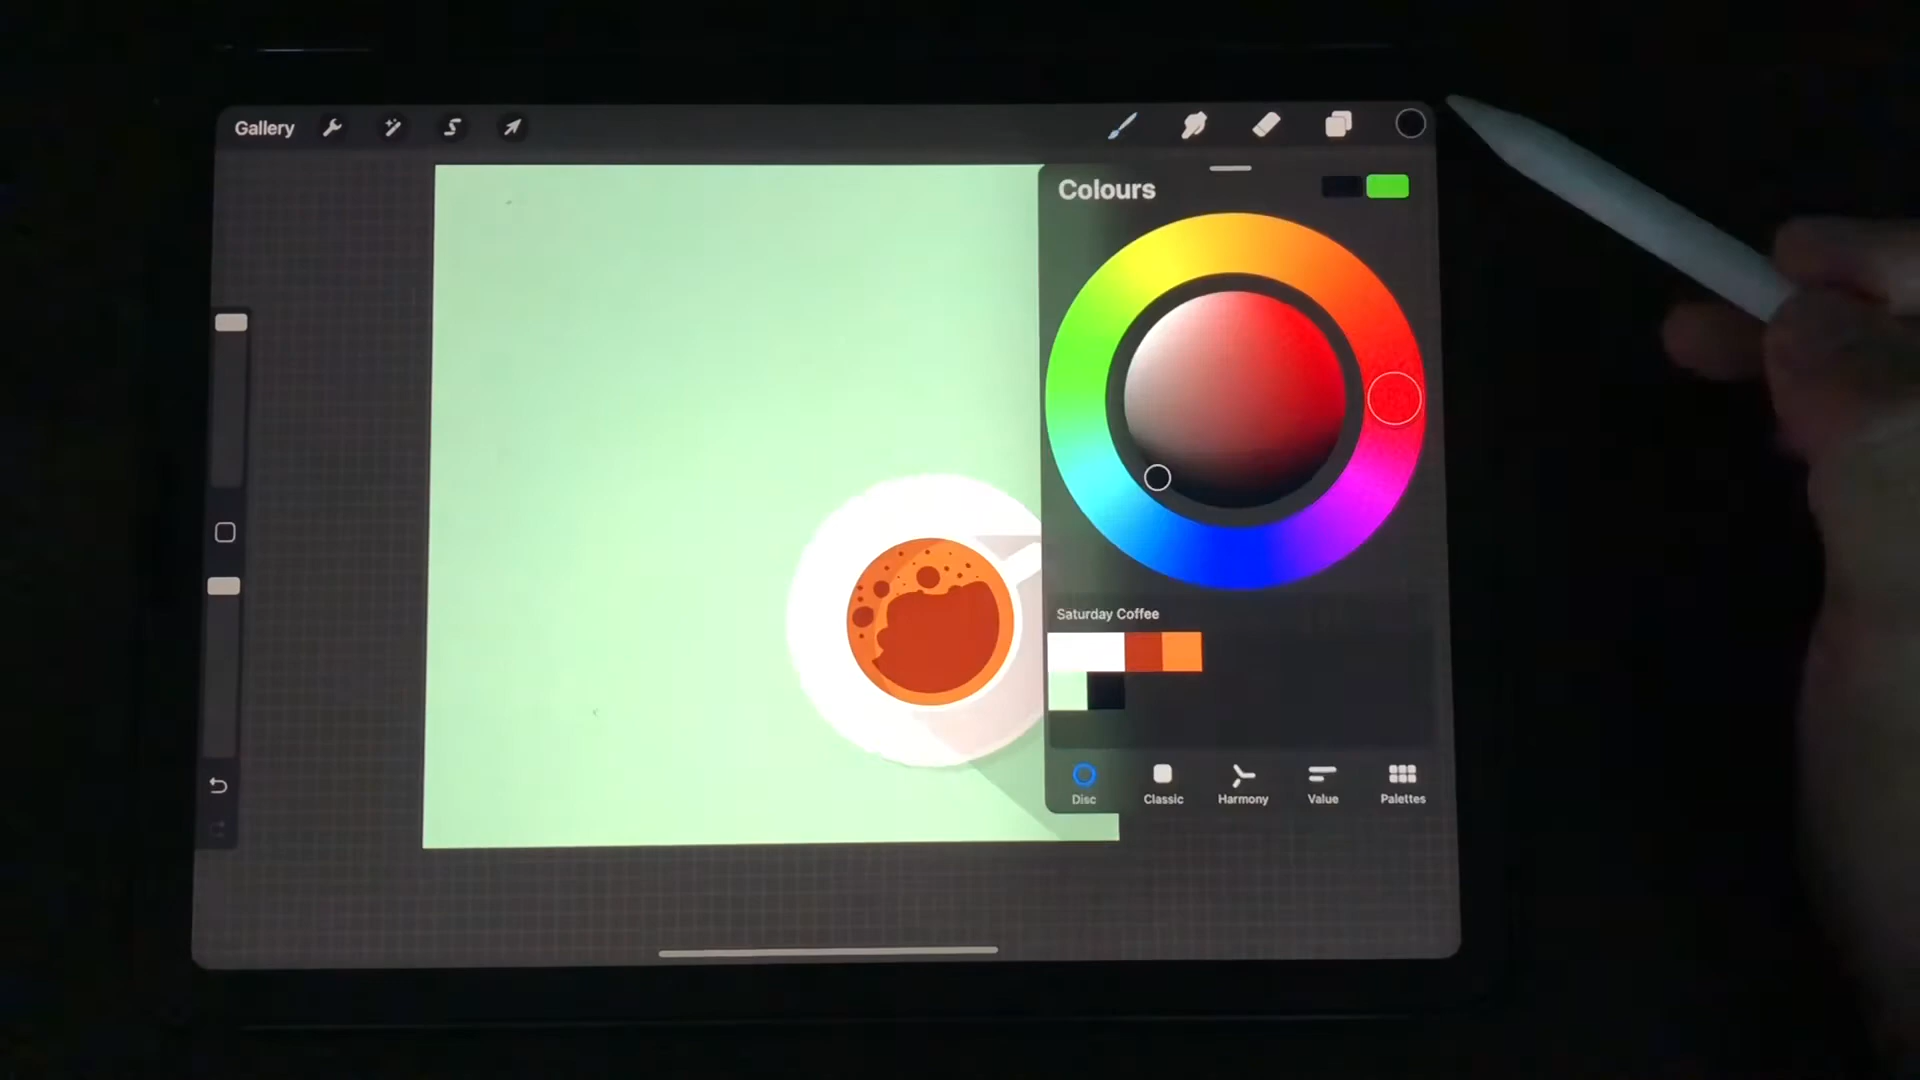 Gallery
Colours
Saturday Coffee
Disc
Classic
Harmony
Value
Palettes